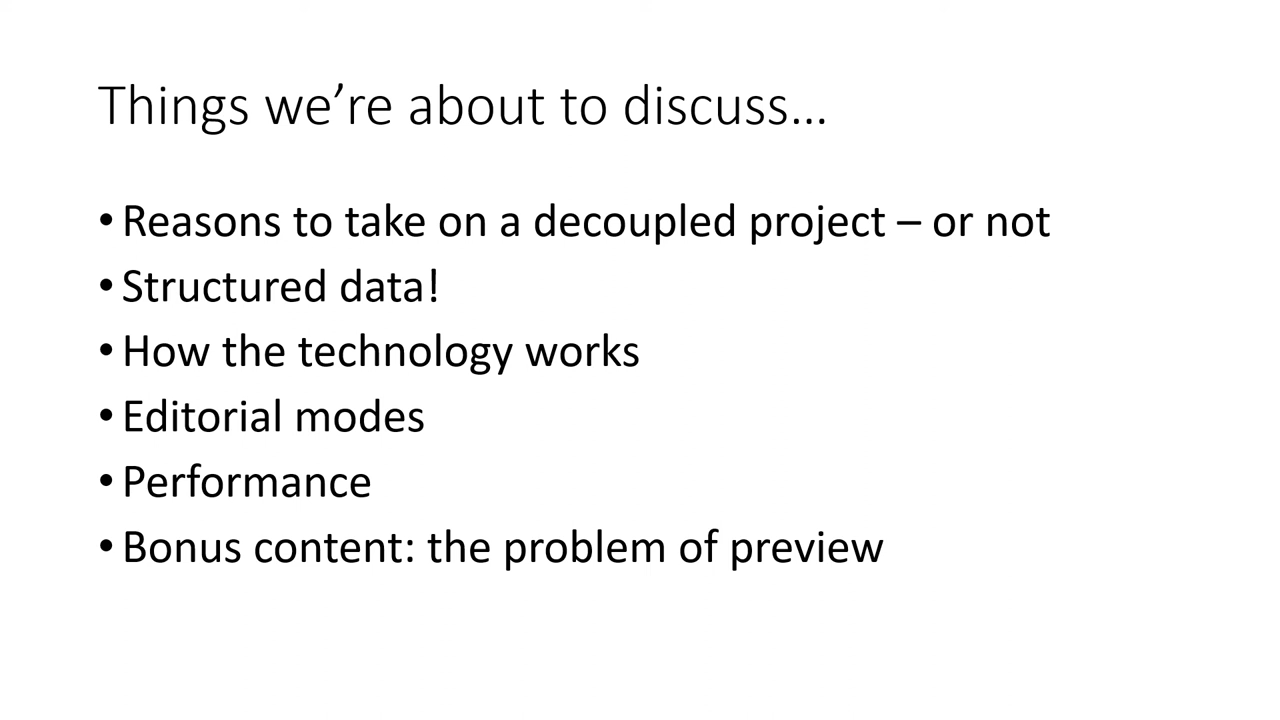 Things we’re about to discuss…
• Reasons to take on a decoupled project – or not
• Structured data!
• How the technology works
• Editorial modes
• Performance
• Bonus content: the problem of preview